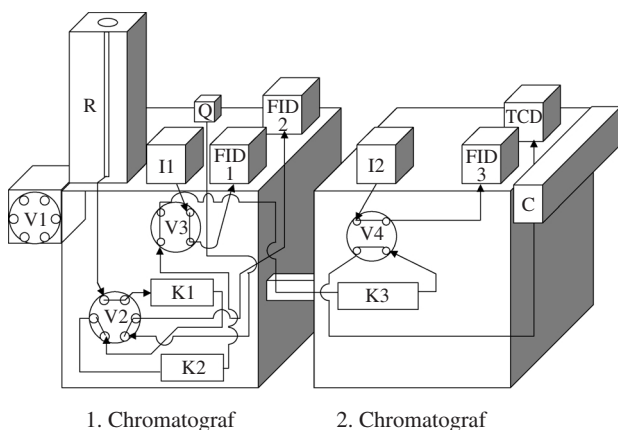 R
Q
FID
2
TCD
I1
FID
1
I2
FID
3
V1
V3
V4
C
K1
K3
V2
K2
1. Chromatograf
2. Chromatograf